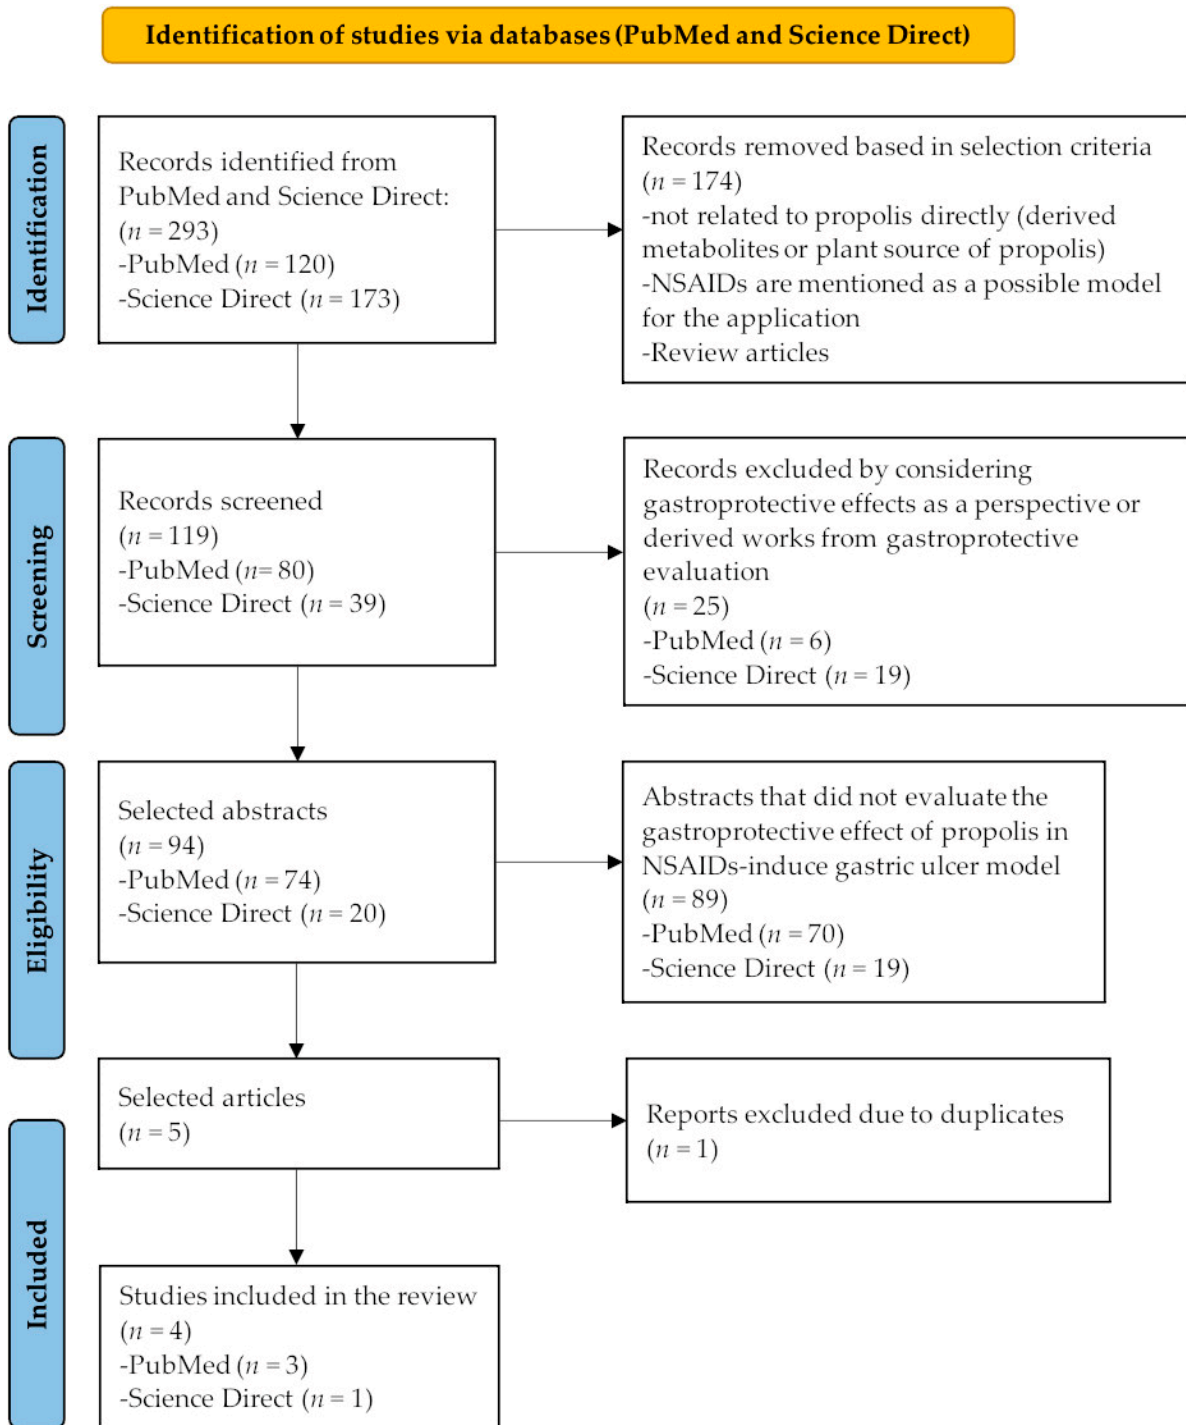 Identification of studies via databases (PubMed and Science Direct)
Identification
Records identified from
PubMed and Science Direct:
(n = 293)
-PubMed (n = 120)
-Science Direct (n = 173)
Records removed based in selection criteria
(n = 174)
-not related to propolis directly (derived
metabolites or plant source of propolis)
-NSAIDs are mentioned as a possible model
for the application
-Review articles
Screening
Records screened
(n = 119)
-PubMed (n= 80)
-Science Direct (n = 39)
Records excluded by considering
gastroprotective effects as a perspective or
derived works from gastroprotective
evaluation
(n = 25)
-PubMed (n = 6)
-Science Direct (n = 19)
Eligibility
Selected abstracts
(n = 94)
-PubMed (n = 74)
-Science Direct (n = 20)
Abstracts that did not evaluate the
gastroprotective effect of propolis in
NSAIDs-induce gastric ulcer model
(n = 89)
-PubMed (n = 70)
-Science Direct (n = 19)
Selected articles
(n = 5)
Reports excluded due to duplicates
(n = 1)
Included
Studies included in the review
(n = 4)
-PubMed (n = 3)
-Science Direct (n = 1)